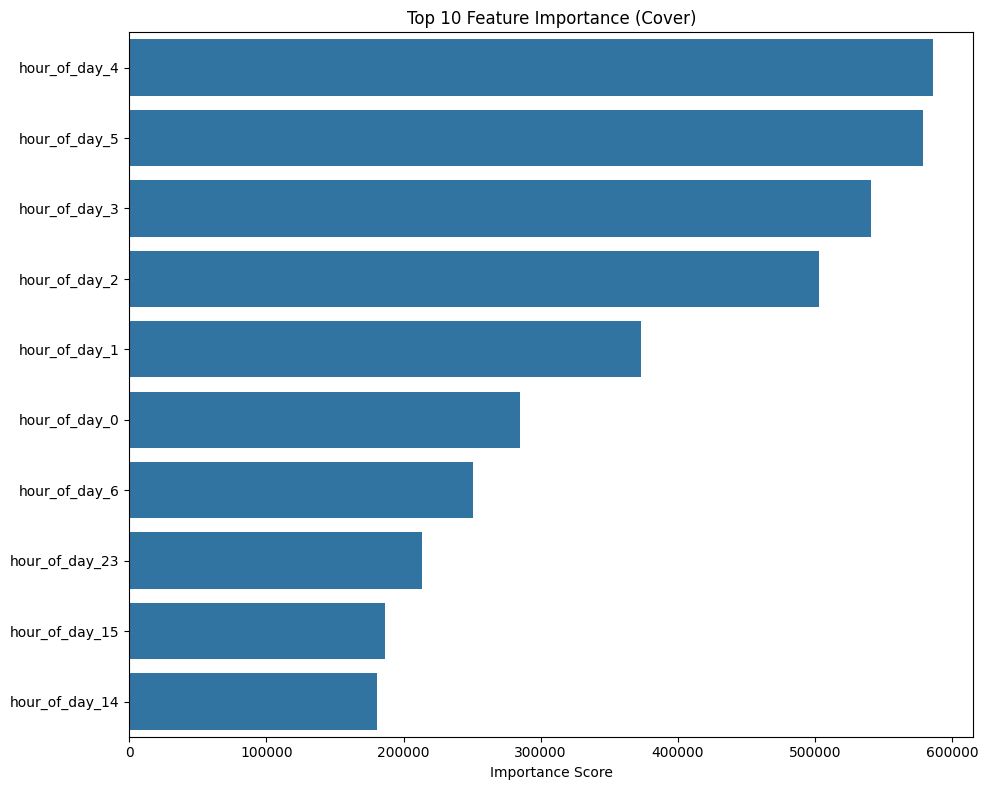 Top 10 Feature Importance (Cover)
hour_of_day_4
hour_of_day_5
hour_of_day_3
hour_of_day_2
hour_of_day_1
hour_of_day_0
hour_of_day_6
hour_of_day_23
hour_of_day_15
hour_of_day_14
0 100000 200000 300000 400000 500000 600000
Importance Score